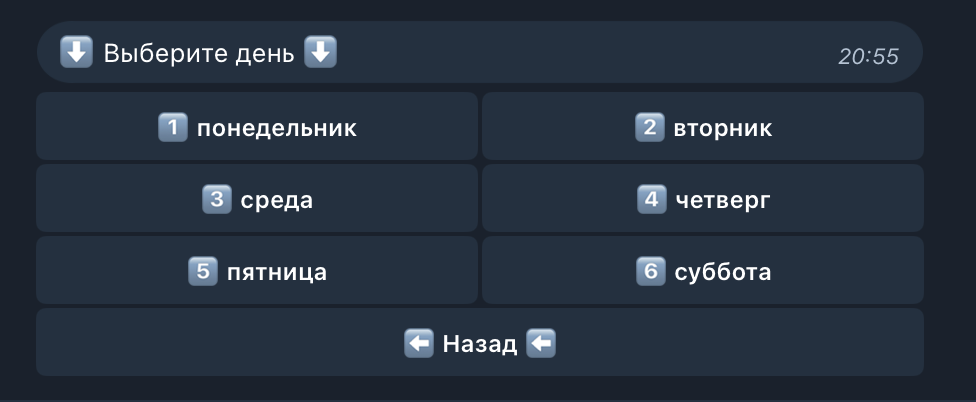 ⬇️ Выберите день ⬇️
20:55
1️⃣ понедельник
2️⃣ вторник
3️⃣ среда
4️⃣ четверг
5️⃣ пятница
6️⃣ суббота
⬅️ Назад ⬅️